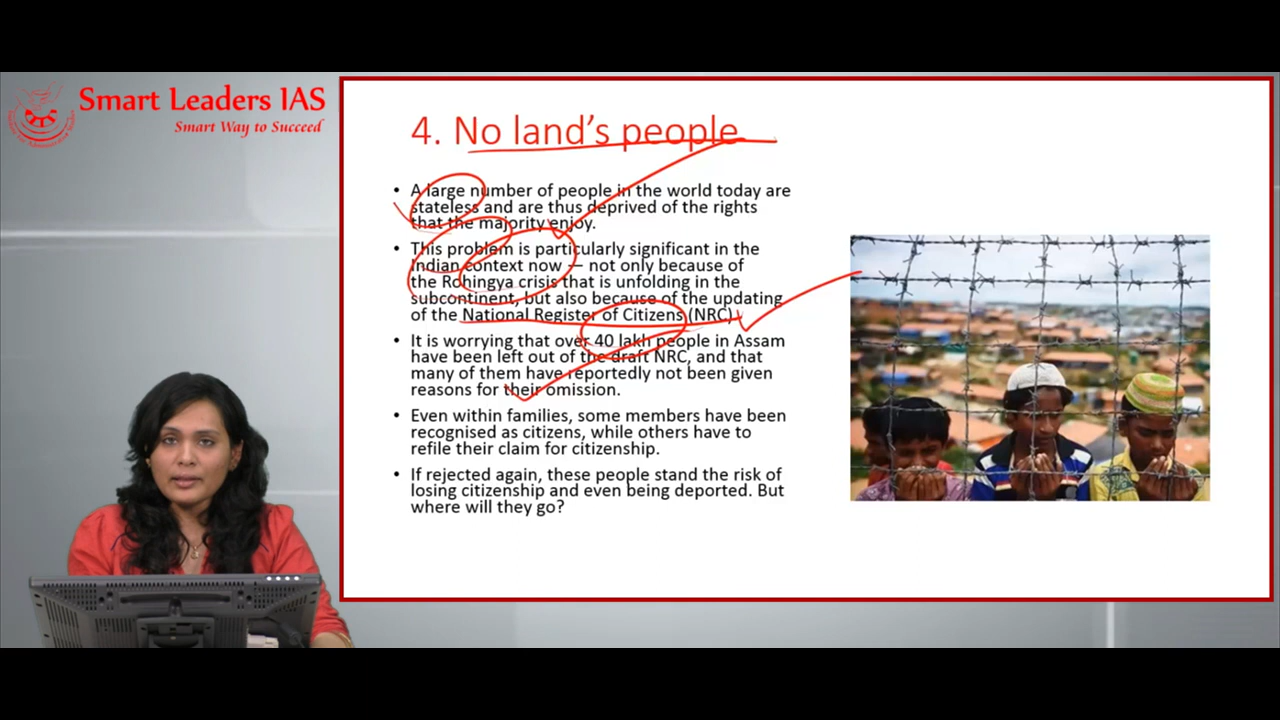 Smart Leaders IAS
Smart Way to Succeed
4. No land's people
• A large number of people in the world today are
stateless and are thus deprived of the rights
that the majority enjoy.
• This problem is particularly significant in the
Indian context now — not only because of
the Rohingya crisis that is unfolding in the
subcontinent, but also because of the updating
of the National Register of Citizens (NRC).
• It is worrying that over 40 lakh people in Assam
have been left out of the draft NRC, and that
many of them have reportedly not been given
reasons for their omission.
• Even within families, some members have been
recognised as citizens, while others have to
refile their claim for citizenship.
• If rejected again, these people stand the risk of
losing citizenship and even being deported. But
where will they go?